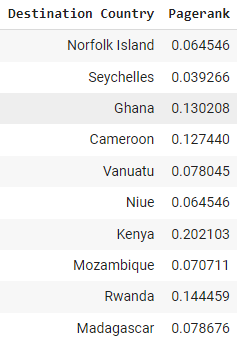 Destination Country Pagerank
Norfolk Island 0.064546
Seychelles 0.039266
Ghana 0.130208
Cameroon 0.127440
Vanuatu 0.078045
Niue 0.064546
Kenya 0.202103
Mozambique 0.070711
Rwanda 0.144459
Madagascar 0.078676